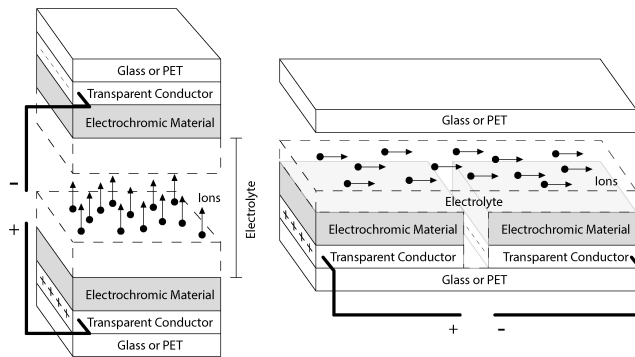 Glass or PET
Transparent Conductor
Electrochromic Material
-
Ions
+
Electrolyte
Electrochromic Material
Transparent Conductor
Glass or PET
Glass or PET
Ions
Electrolyte
Electrochromic Material Electrochromic Material
Transparent Conductor Transparent Conductor
Glass or PET
+ -